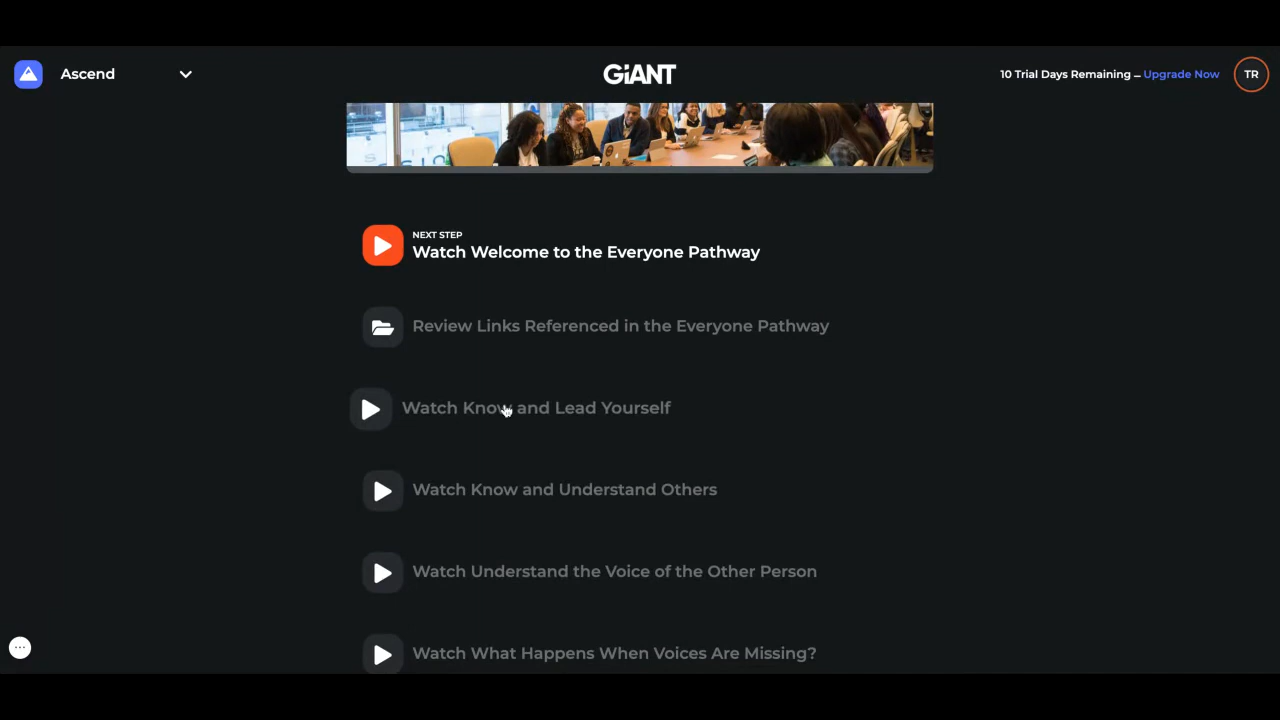 Ascend
GiANT
10 Trial Days Remaining – Upgrade Now
TR
NEXT STEP
Watch Welcome to the Everyone Pathway
Review Links Referenced in the Everyone Pathway
Watch Know and Lead Yourself
Watch Know and Understand Others
Watch Understand the Voice of the Other Person
Watch What Happens When Voices Are Missing?